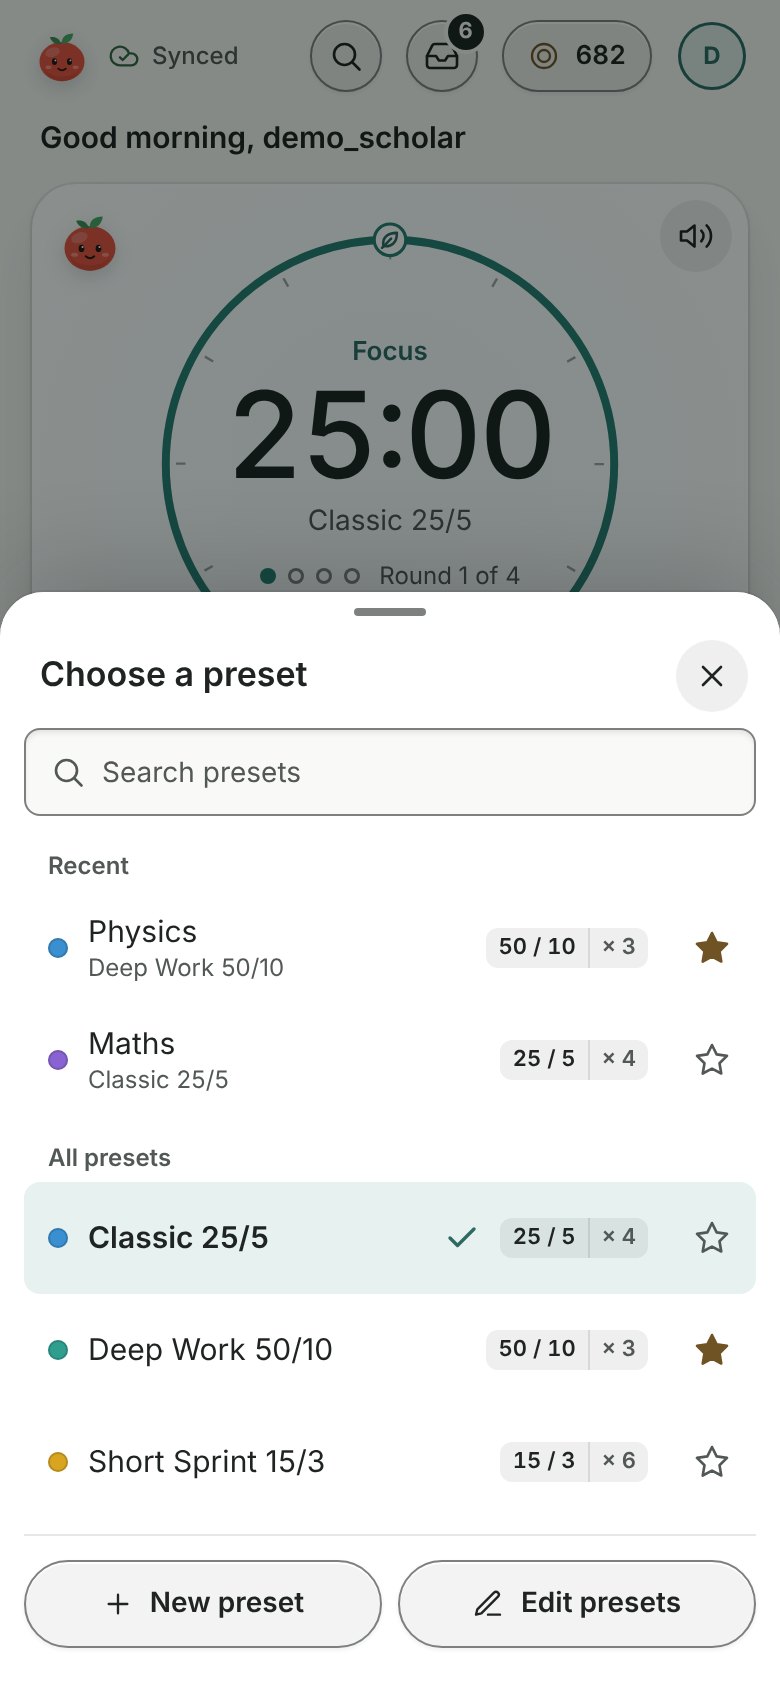 Synced
6
682
D
Good morning, demo_scholar
Focus
25:00
Classic 25/5
Round 1 of 4
Choose a preset
Search presets
Recent
Physics
Deep Work 50/10
50 / 10 × 3
Maths
Classic 25/5
25 / 5 × 4
All presets
Classic 25/5 25 / 5 × 4
Deep Work 50/10 50 / 10 × 3
Short Sprint 15/3 15 / 3 × 6
New preset
Edit presets